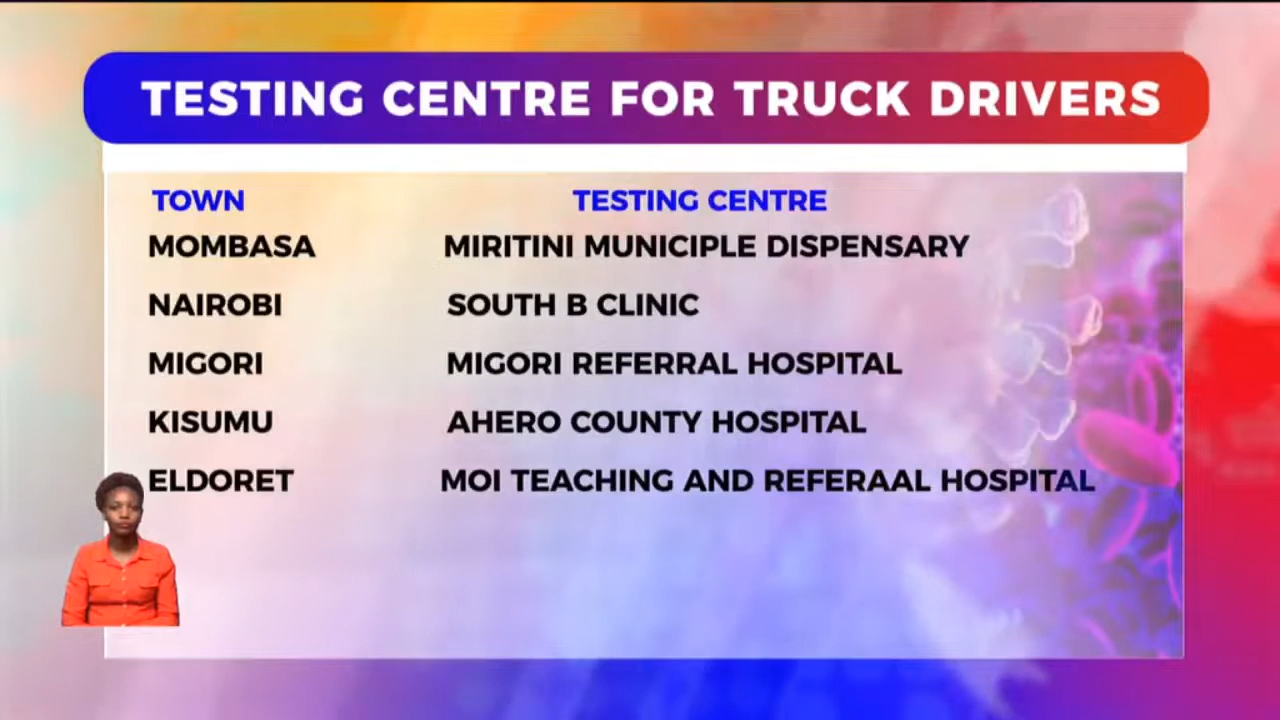 TESTING CENTRE FOR TRUCK DRIVERS
TOWN TESTING CENTRE
MOMBASA MIRITINI MUNICIPLE DISPENSARY
NAIROBI SOUTH B CLINIC
MIGORI MIGORI REFERRAL HOSPITAL
KISUMU AHERO COUNTY HOSPITAL
ELDORET MOI TEACHING AND REFERAAL HOSPITAL